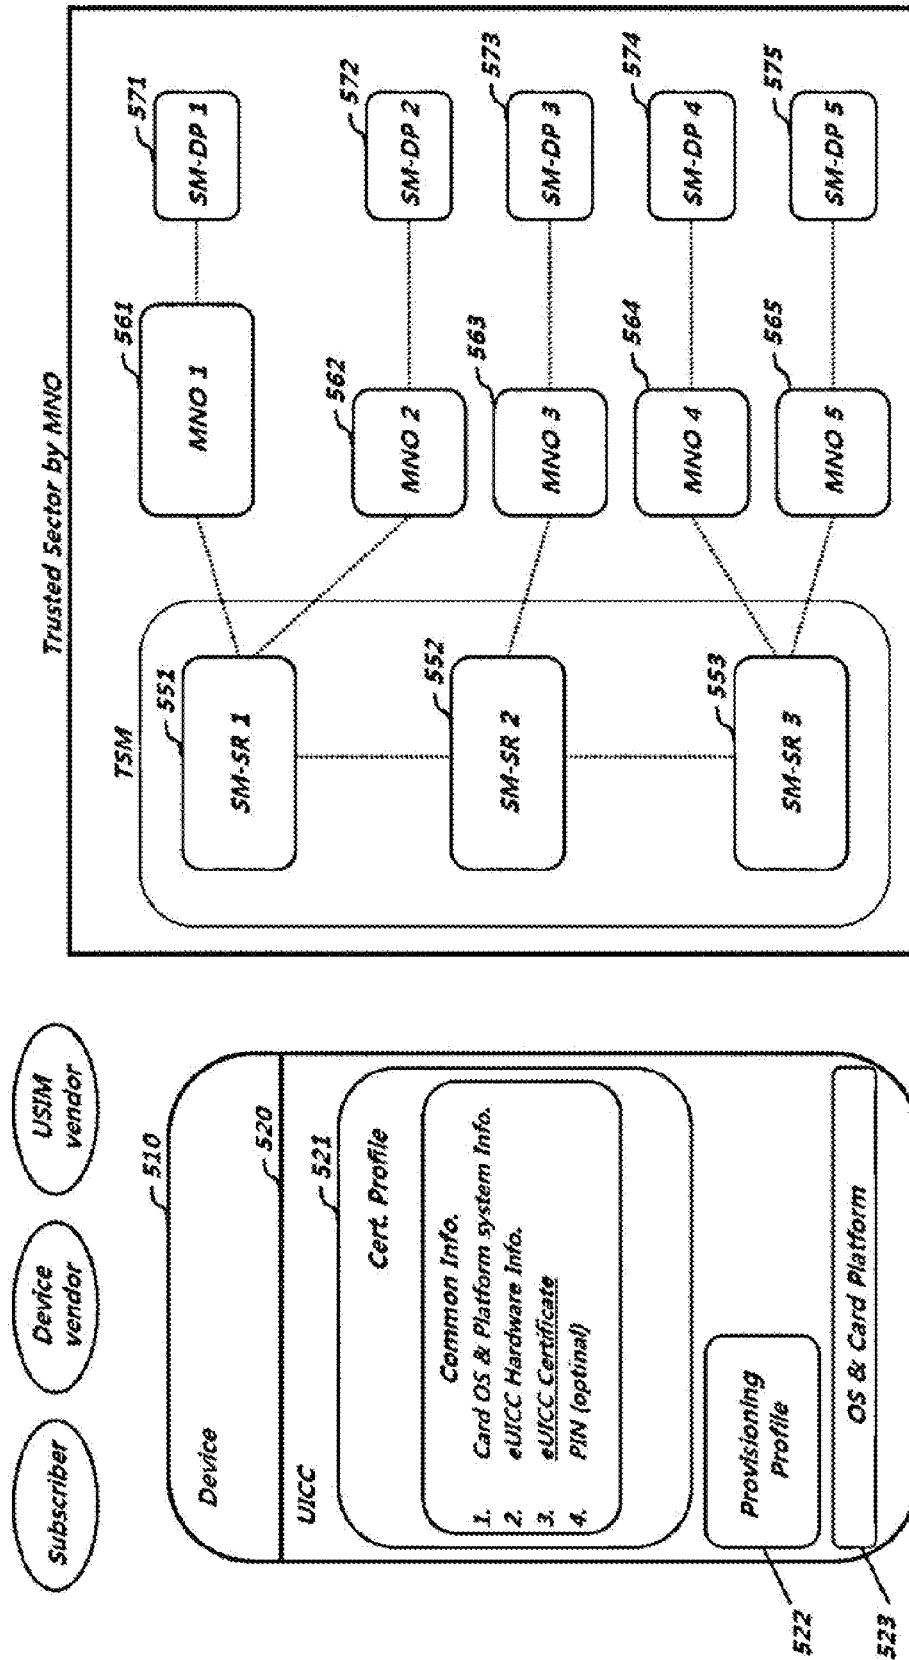 Subscriber
Device
vendor
USIM
vendor
Device
510
UICC
520
Cert. Profile
521
Common Info.
1. Card OS & Platform system Info.
2. eUICC Hardware Info.
3. eUICC Certificate
4. PIN (optinal)
Provisioning
Profile
522
OS & Card Platform
523
Trusted Sector by MNO
TSM
SM-SR 1
551
SM-SR 2
552
SM-SR 3
553
MNO 1
561
MNO 2
562
MNO 3
563
MNO 4
564
MNO 5
565
SM-DP 1
571
SM-DP 2
572
SM-DP 3
573
SM-DP 4
574
SM-DP 5
575